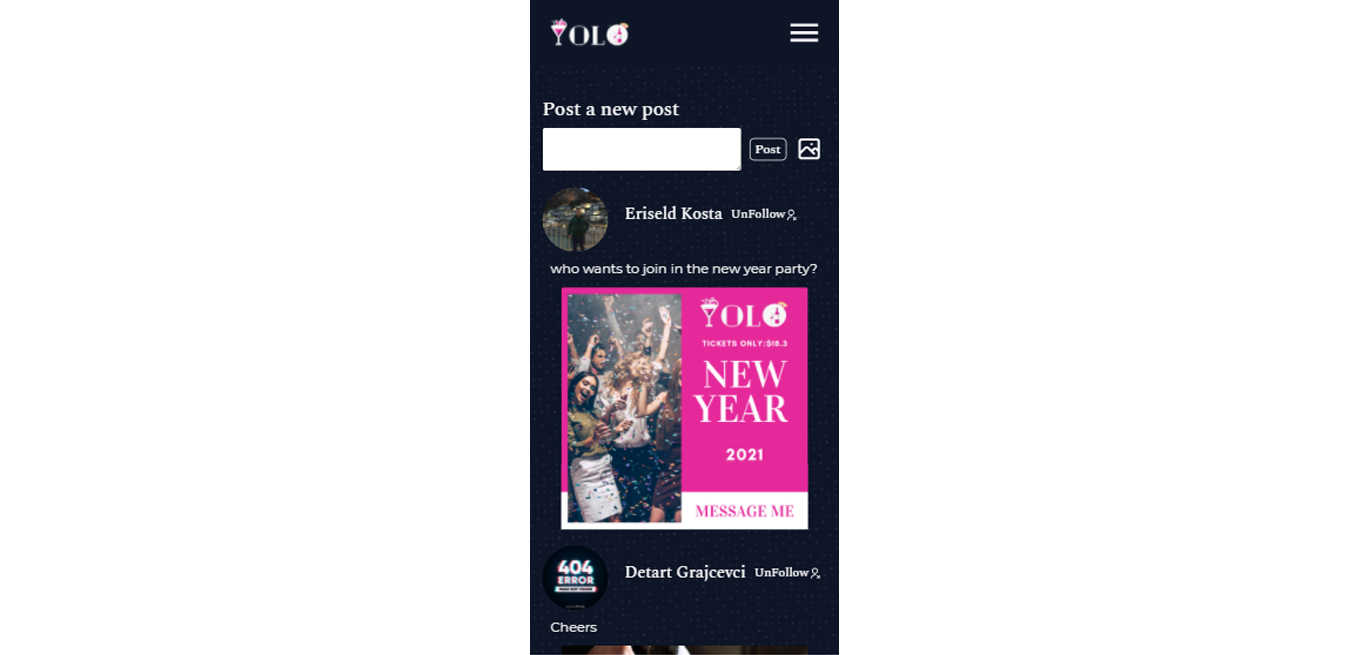 YOLO
Post a new post
Post
Eriseld Kosta UnFollow
who wants to join in the new year party?
YOLO
TICKETS ONLY:$16.3
NEW
YEAR
2021
MESSAGE ME
404
ERROR
Detart Grajcevci UnFollow
Cheers